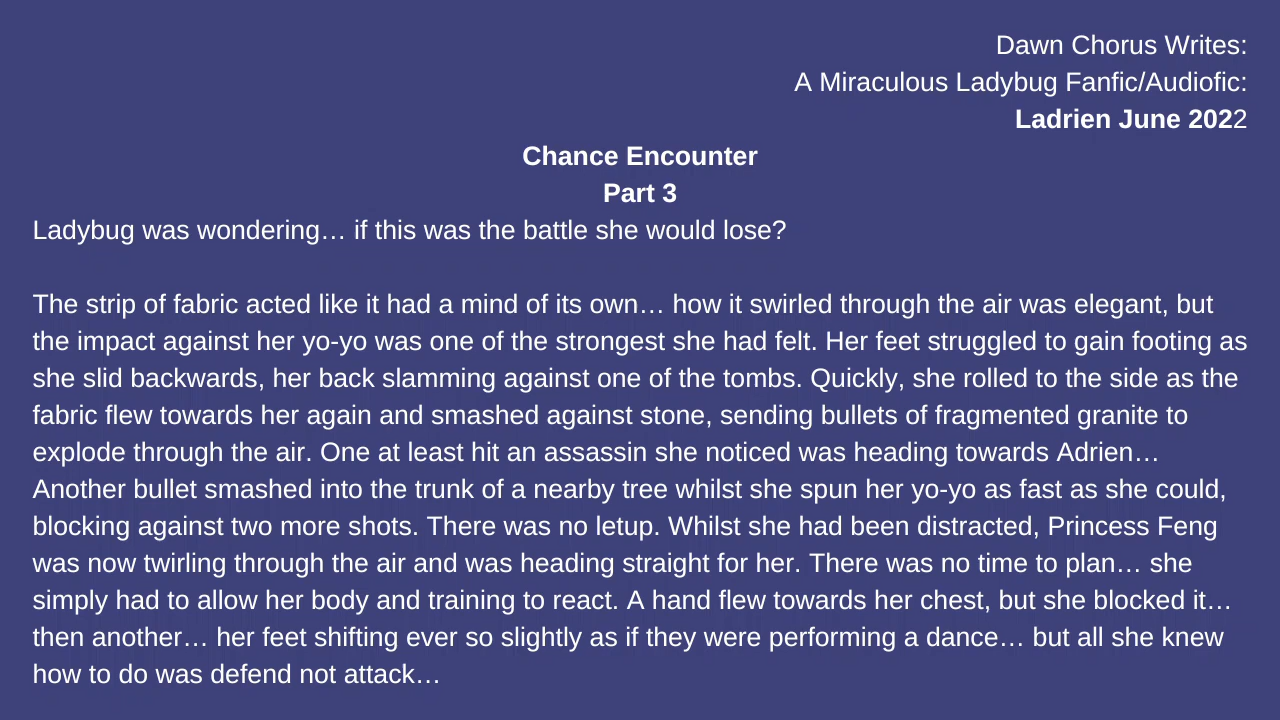 Dawn Chorus Writes:
A Miraculous Ladybug Fanfic/Audiofic:
Ladrien June 2022
Chance Encounter
Part 3
Ladybug was wondering… if this was the battle she would lose?
The strip of fabric acted like it had a mind of its own… how it swirled through the air was elegant, but
the impact against her yo-yo was one of the strongest she had felt. Her feet struggled to gain footing as
she slid backwards, her back slamming against one of the tombs. Quickly, she rolled to the side as the
fabric flew towards her again and smashed against stone, sending bullets of fragmented granite to
explode through the air. One at least hit an assassin she noticed was heading towards Adrien…
Another bullet smashed into the trunk of a nearby tree whilst she spun her yo-yo as fast as she could,
blocking against two more shots. There was no letup. Whilst she had been distracted, Princess Feng
was now twirling through the air and was heading straight for her. There was no time to plan… she
simply had to allow her body and training to react. A hand flew towards her chest, but she blocked it…
then another… her feet shifting ever so slightly as if they were performing a dance… but all she knew
how to do was defend not attack…